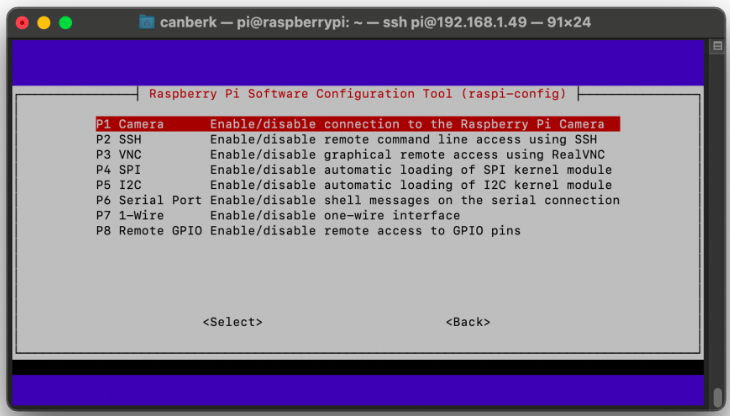 canberk — pi@raspberrypi: ~ — ssh pi@192.168.1.49 — 91×24
Raspberry Pi Software Configuration Tool (raspi-config)
P1 Camera Enable/disable connection to the Raspberry Pi Camera
P2 SSH Enable/disable remote command line access using SSH
P3 VNC Enable/disable graphical remote access using RealVNC
P4 SPI Enable/disable automatic loading of SPI kernel module
P5 I2C Enable/disable automatic loading of I2C kernel module
P6 Serial Port Enable/disable shell messages on the serial connection
P7 1-Wire Enable/disable one-wire interface
P8 Remote GPIO Enable/disable remote access to GPIO pins
<Select> <Back>